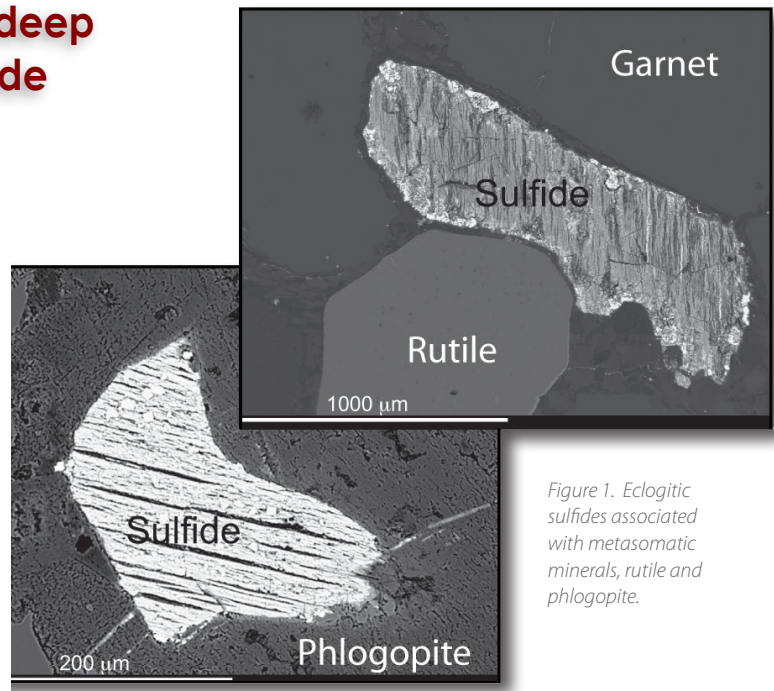 deep
de
Garnet
Sulfide
Rutile
1000 μm
Sulfide
Phlogopite
200 μm
Figure 1. Eclogitic
sulfides associated
with metasomatic
minerals, rutile and
phlogopite.